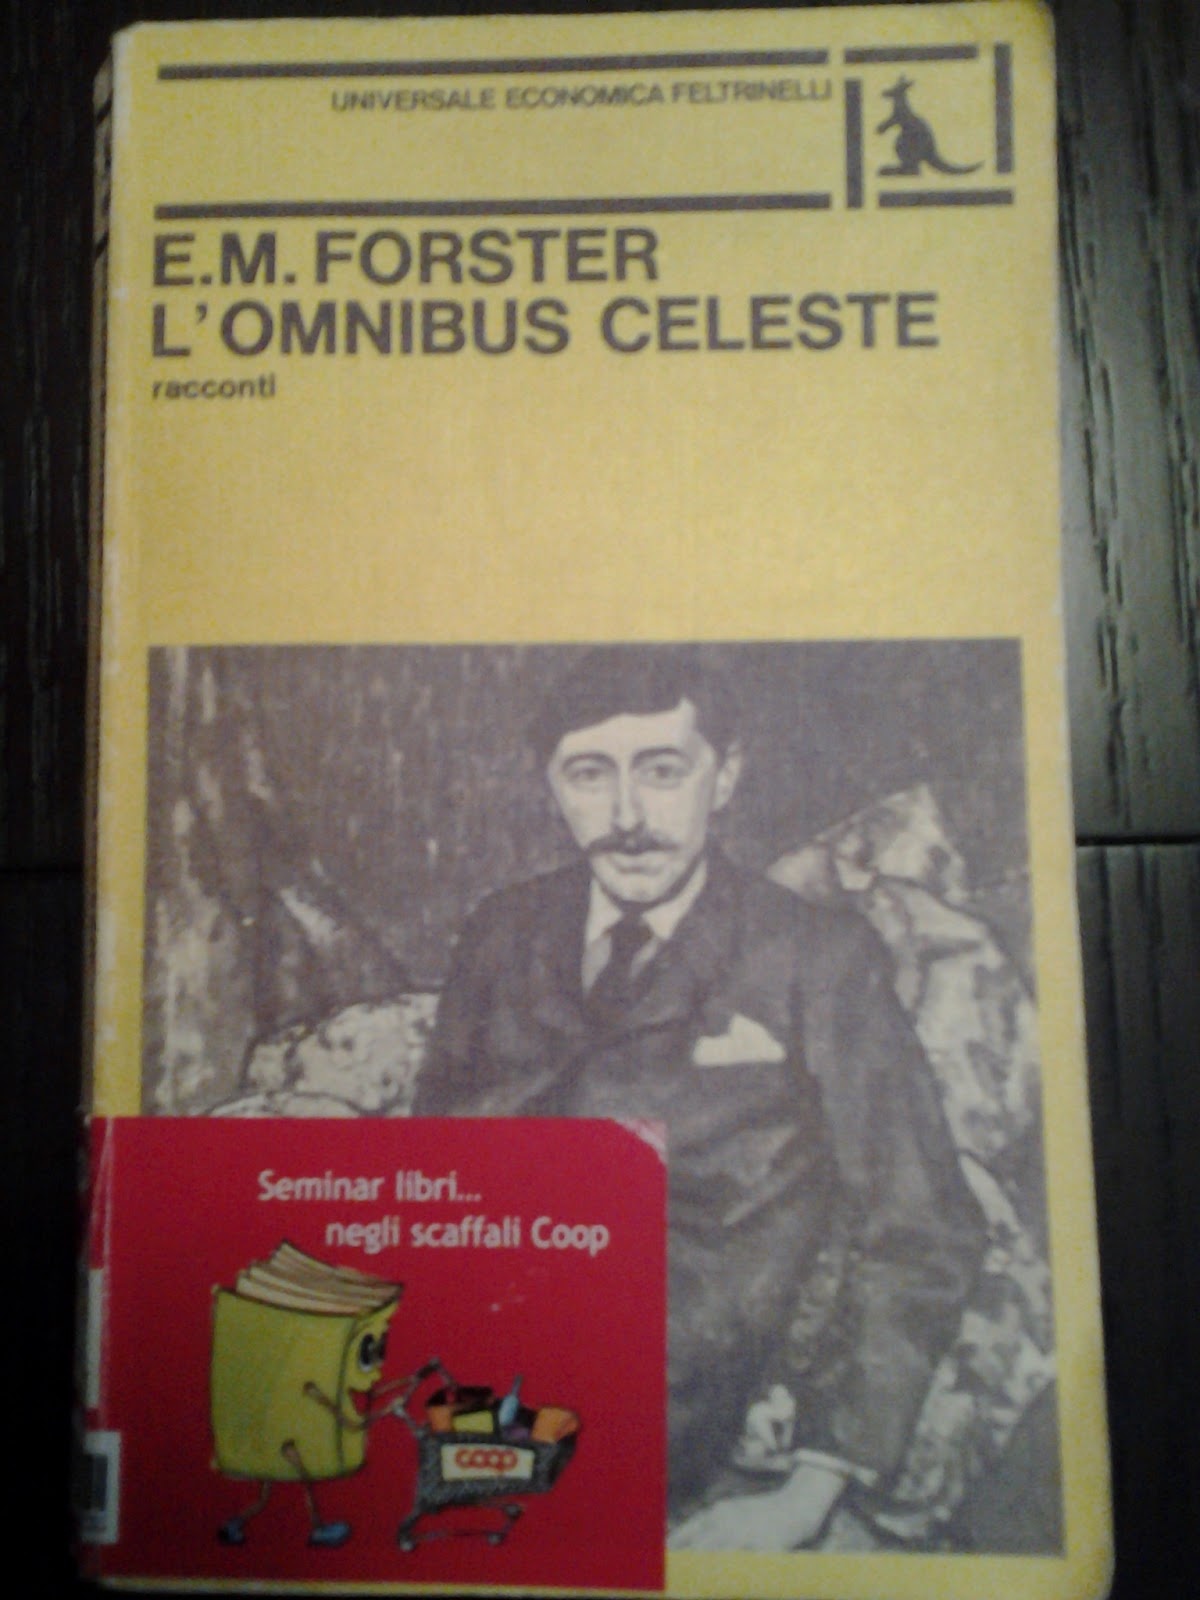 UNIVERSALE ECONOMICA FELTRINELLI
E.M. FORSTER
L'OMNIBUS CELESTE
racconti
Seminar libri...
negli scaffali Coop
coop